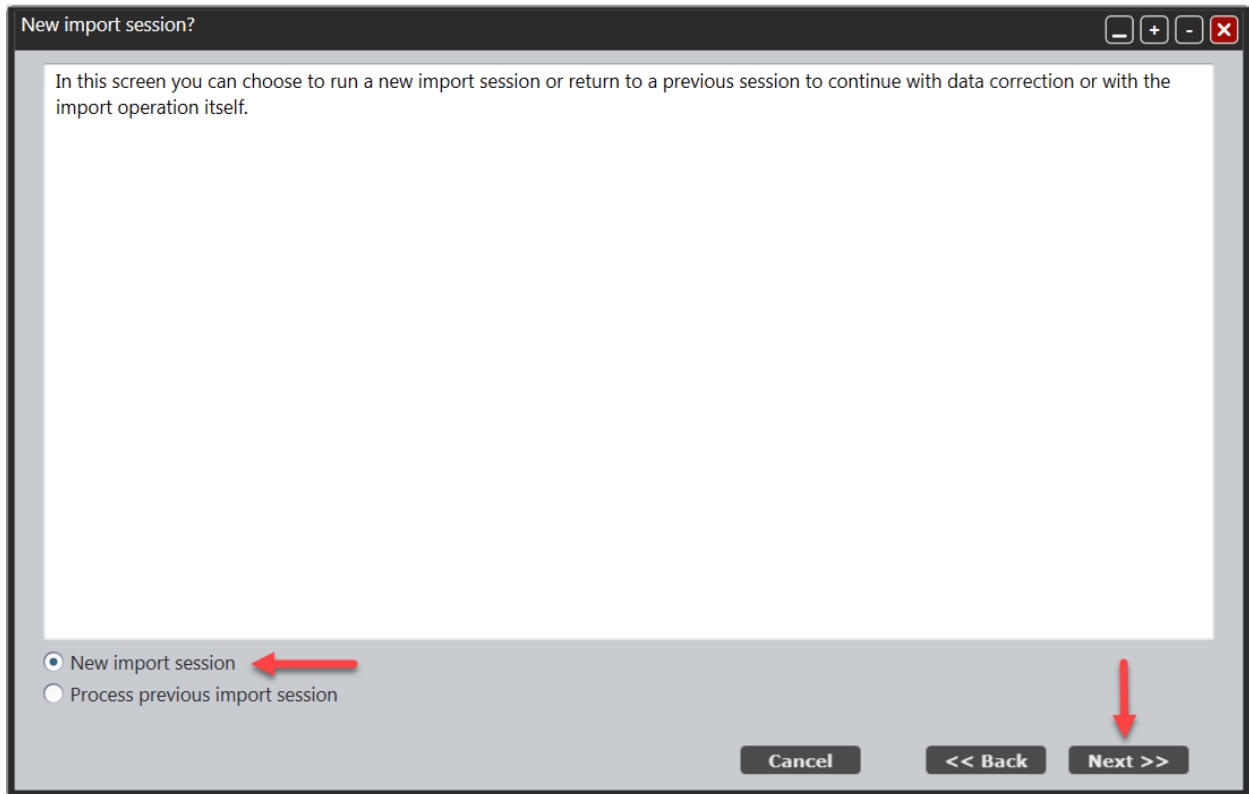 New import session?
In this screen you can choose to run a new import session or return to a previous session to continue with data correction or with the
import operation itself.
New import session
Process previous import session
Cancel
<< Back
Next >>